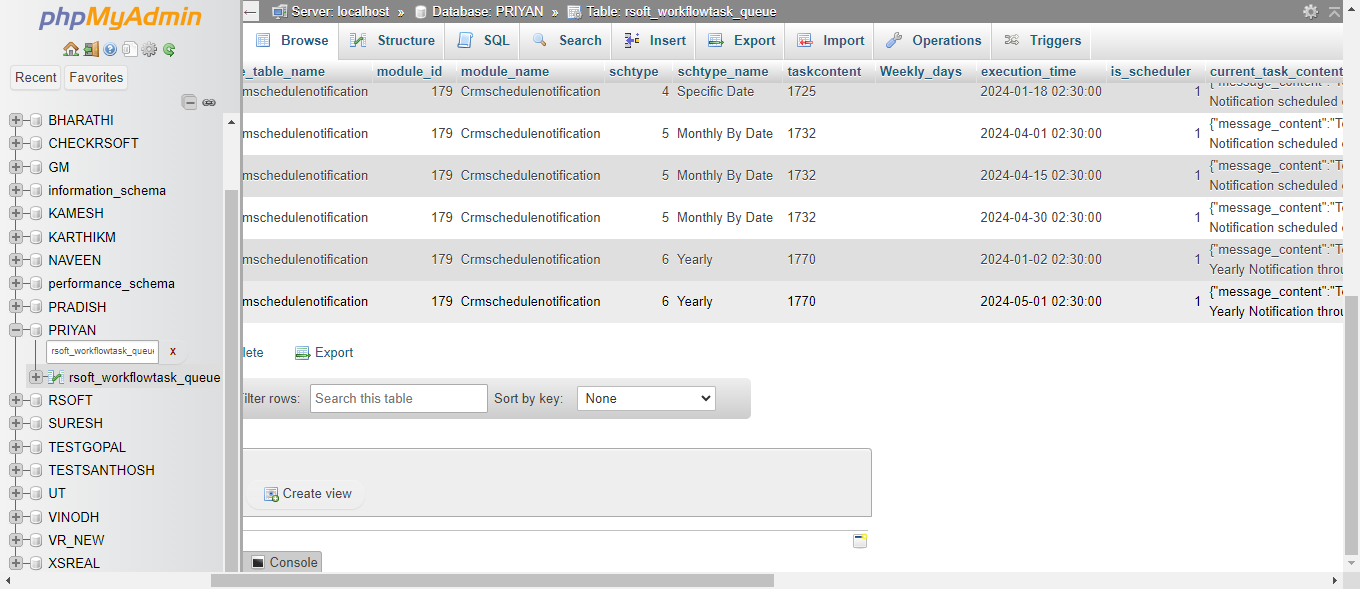 phpMyAdmin
Recent Favorites
BHARATHI
CHECKRSOFT
GM
information_schema
KAMESH
KARTHIKM
NAVEEN
performance_schema
PRADISH
PRIYAN
rsoft_workflowtask_queue x
rsoft_workflowtask_queue
RSOFT
SURESH
TESTGOPAL
TESTSANTHOSH
UT
VINODH
VR_NEW
XSREAL
Server: localhost » Database: PRIYAN » Table: rsoft_workflowtask_queue
Browse Structure SQL Search Insert Export Import Operations Triggers
e_table_name module_id module_name schtype schtype_name taskcontent Weekly_days execution_time is_scheduler current_task_content
mschedulenotification 179 Crmschedulenotification 4 Specific Date 1725 2024-01-18 02:30:00 1 {"message_content":"T
Notification scheduled
mschedulenotification 179 Crmschedulenotification 5 Monthly By Date 1732 2024-04-01 02:30:00 1 {"message_content":"T
Notification scheduled
mschedulenotification 179 Crmschedulenotification 5 Monthly By Date 1732 2024-04-15 02:30:00 1 {"message_content":"T
Notification scheduled
mschedulenotification 179 Crmschedulenotification 5 Monthly By Date 1732 2024-04-30 02:30:00 1 {"message_content":"T
Notification scheduled
mschedulenotification 179 Crmschedulenotification 6 Yearly 1770 2024-01-02 02:30:00 1 {"message_content":"T
Yearly Notification throu
mschedulenotification 179 Crmschedulenotification 6 Yearly 1770 2024-05-01 02:30:00 1 {"message_content":"T
Yearly Notification throu
lete Export
ilter rows: Search this table Sort by key: None
Create view
Console